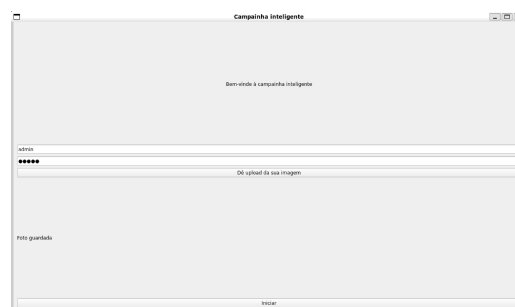 Campainha inteligente
Bem-vinde à campainha inteligente
admin
●●●●●
Dê upload da sua imagem
Foto guardada
Iniciar